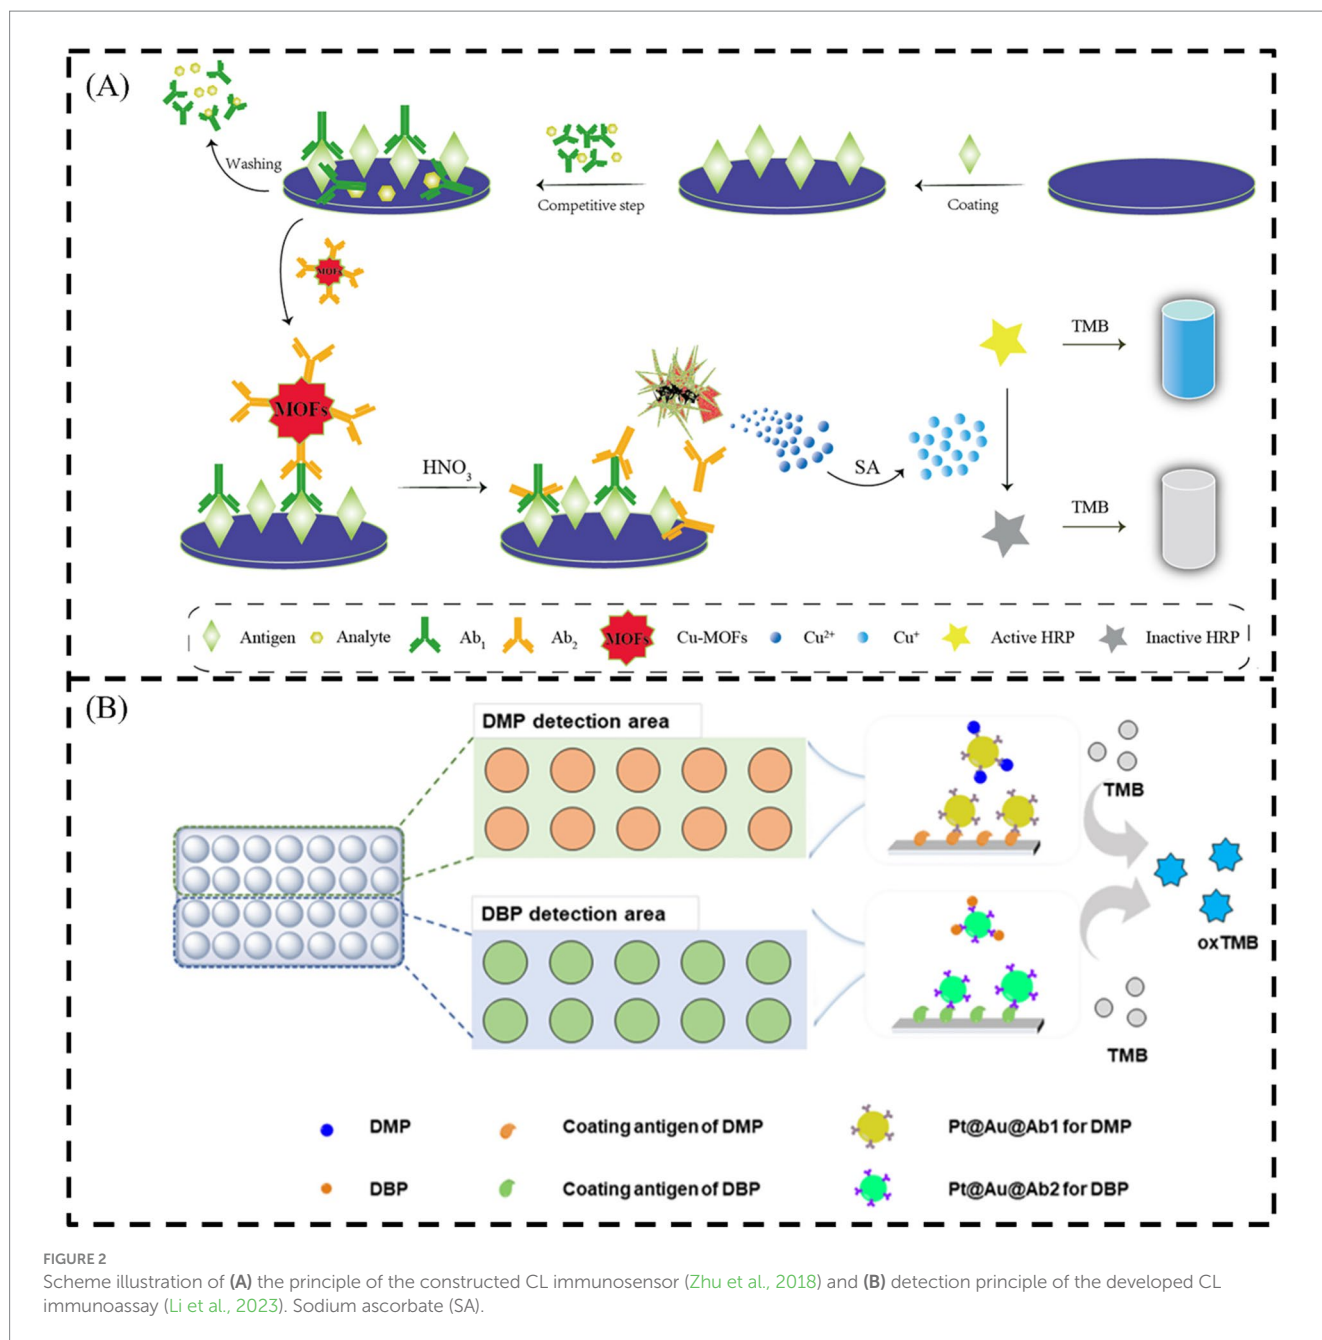 (A)
Washing
Competitive step
Coating
MOFs
MOFs
HNO3
SA
TMB
TMB
Antigen
Analyte
Ab1
Ab2
MOFs
Cu-MOFs
Cu2+
Cu+
Active HRP
Inactive HRP
(B)
DMP detection area
DBP detection area
TMB
oxTMB
TMB
DMP
Coating antigen of DMP
Pt@Au@Ab1 for DMP
DBP
Coating antigen of DBP
Pt@Au@Ab2 for DBP
FIGURE 2
Scheme illustration of (A) the principle of the constructed CL immunosensor (Zhu et al., 2018) and (B) detection principle of the developed CL
immunoassay (Li et al., 2023). Sodium ascorbate (SA).